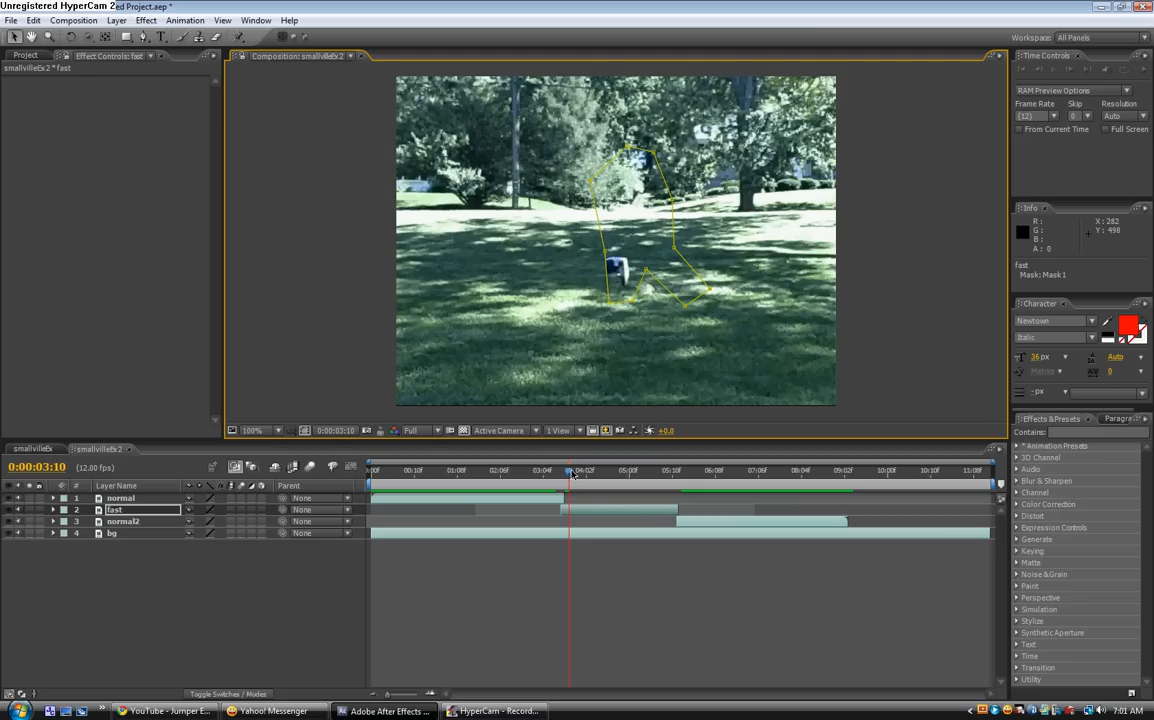 Unregistered HyperCam 2
ed Project.aep *
File Edit Composition Layer Effect Animation View Window Help
Workspace: All Panels
Project
Effect Controls: fast
smallvilleEx2 * fast
Composition: smallvilleEx2
Time Controls
RAM Preview Options
Frame Rate Skip Resolution
(12) 0 Auto
From Current Time Full Screen
Info
R :
G :
B :
A : 0
X : 282
Y : 498
fast
Mask: Mask 1
Character
Newtown
Italic
36 px Auto
Metrics 0
- px
Effects & Presets Paragra
Contains:
* Animation Presets
3D Channel
Audio
Blur & Sharpen
Channel
Color Correction
Distort
Expression Controls
Generate
Keying
Matte
Noise & Grain
Paint
Perspective
Simulation
Stylize
Synthetic Aperture
Text
Time
Transition
Utility
100% 0:00:03:10 Full Active Camera 1 View +0.0
smallvilleEx smallvilleEx2
0:00:03:10 (12.00 fps)
:00f 00:10f 01:08f 02:06f 03:04f 04:02f 05:00f 05:10f 06:08f 07:06f 08:04f 09:02f 10:00f 10:10f 11:08f
# Layer Name Parent
1 normal None
2 fast None
3 normal2 None
4 bg None
Toggle Switches / Modes
YouTube - Jumper E... Yahoo! Messenger Adobe After Effects ... HyperCam - Record... 7:01 AM